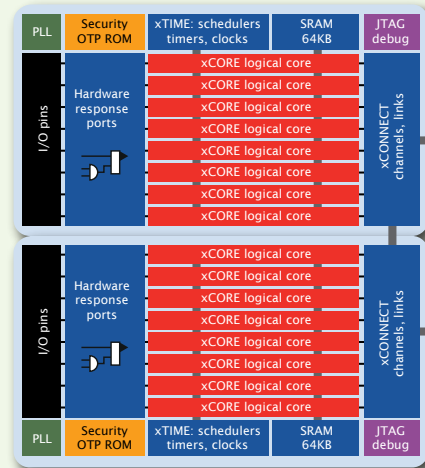 PLL
Security
OTP ROM
xTIME: schedulers
timers, clocks
SRAM
64KB
JTAG
debug
I/O pins
Hardware
response
ports
xCORE logical core
xCORE logical core
xCORE logical core
xCORE logical core
xCORE logical core
xCORE logical core
xCORE logical core
xCORE logical core
xCONNECT
channels, links
I/O pins
Hardware
response
ports
xCORE logical core
xCORE logical core
xCORE logical core
xCORE logical core
xCORE logical core
xCORE logical core
xCORE logical core
xCORE logical core
xCONNECT
channels, links
PLL
Security
OTP ROM
xTIME: schedulers
timers, clocks
SRAM
64KB
JTAG
debug